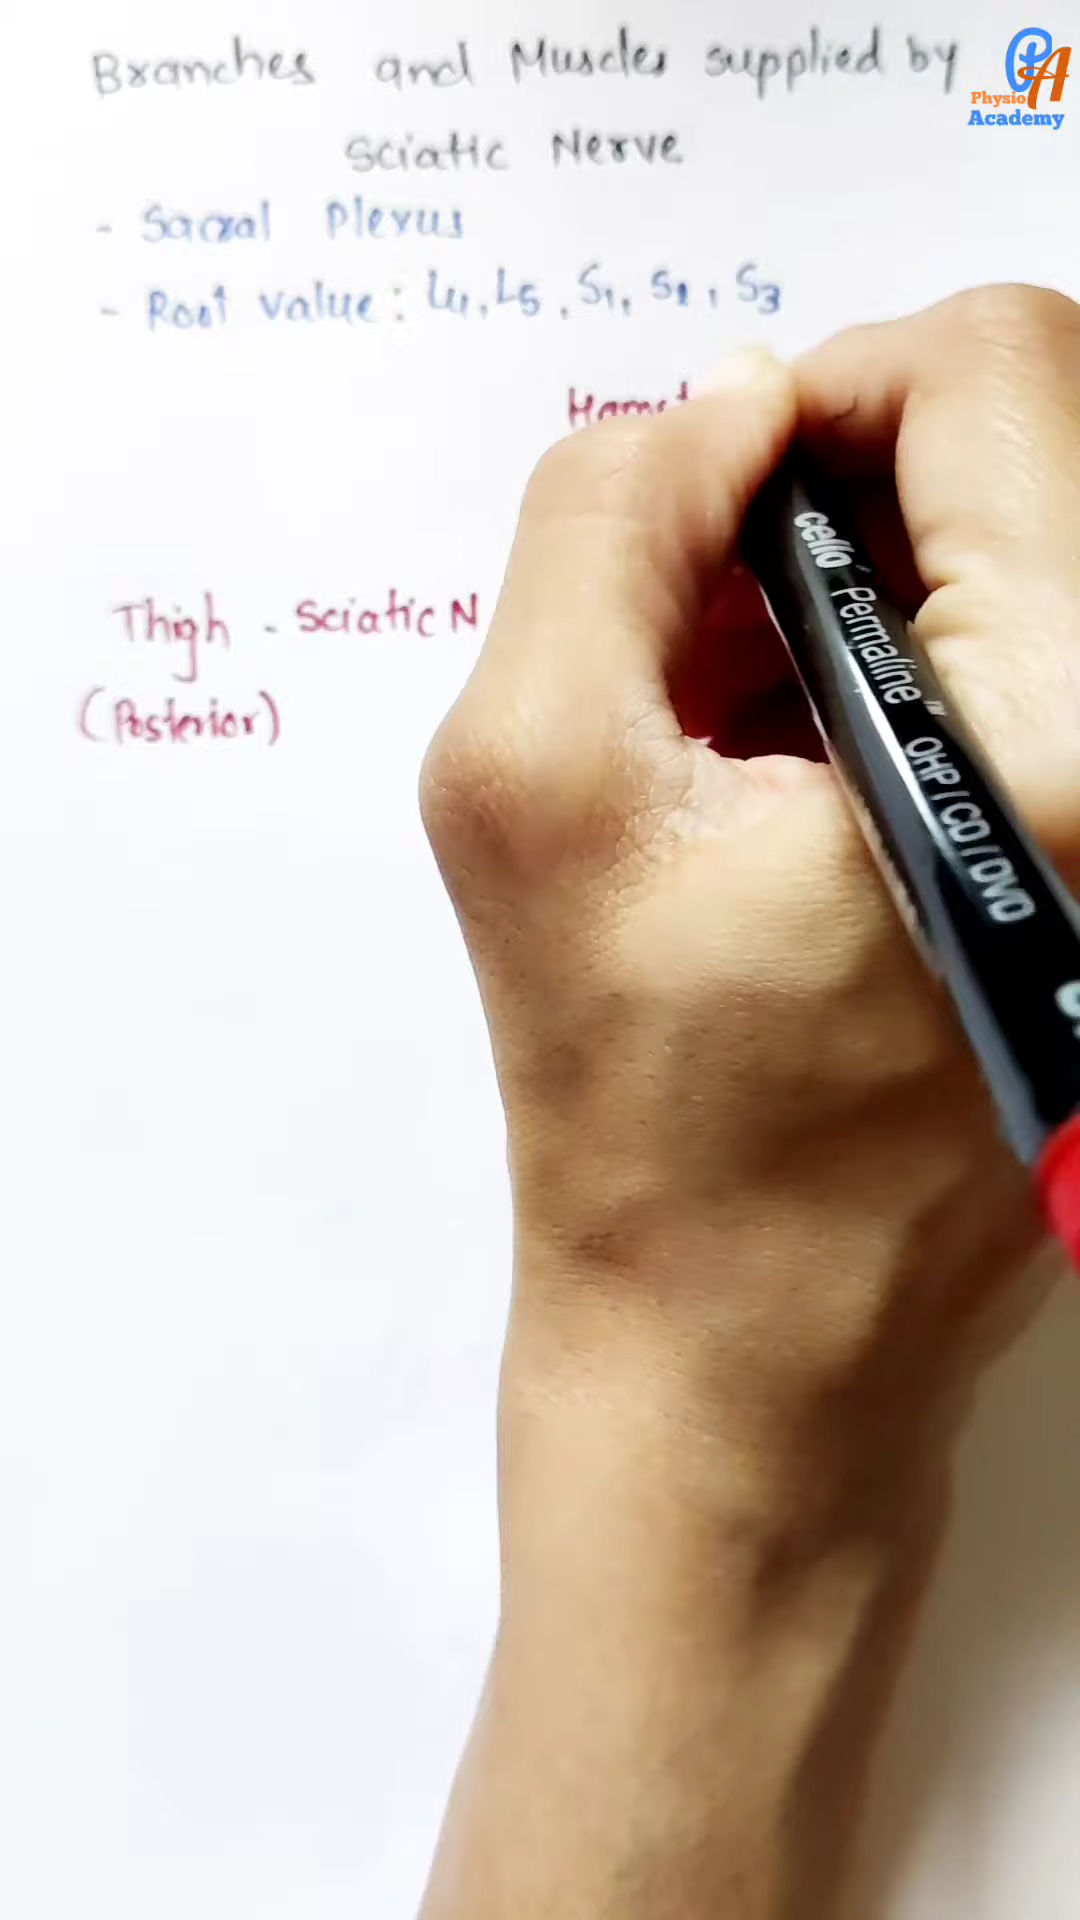 Branches and Muscles supplied by
Sciatic Nerve
Physio
Academy
- Sacral Plexus
- Root value: L4, L5, S1, S2, S3
Thigh - Sciatic N
(Posterior)
cello Permaline™ OHP/CD/DVD